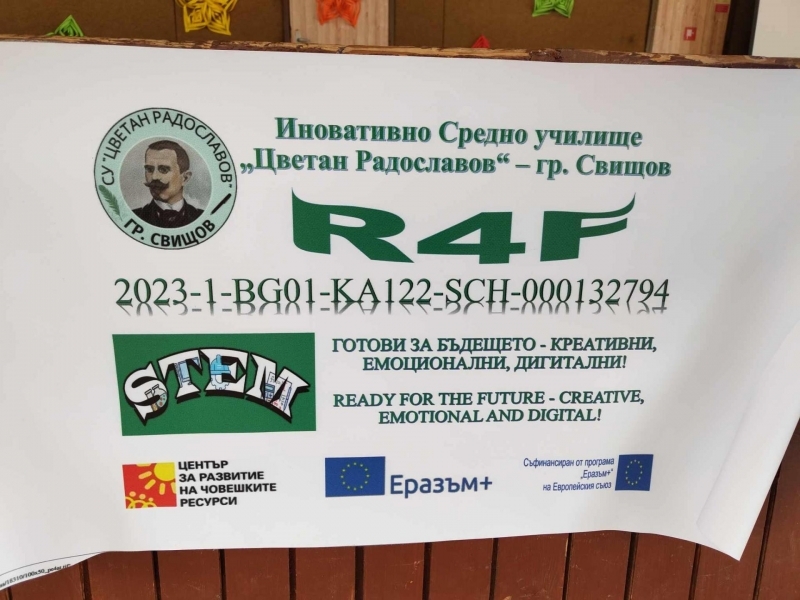 СУ "ЦВЕТАН РАДОСЛАВОВ"
ГР. СВИЩОВ
Иновативно Средно училище
„Цветан Радославов“ – гр. Свищов
R4F
2023-1-BG01-KA122-SCH-000132794
STEM
ГОТОВИ ЗА БЪДЕЩЕТО - КРЕАТИВНИ,
ЕМОЦИОНАЛНИ, ДИГИТАЛНИ!
READY FOR THE FUTURE - CREATIVE,
EMOTIONAL AND DIGITAL!
ЦЕНТЪР
ЗА РАЗВИТИЕ
НА ЧОВЕШКИТЕ
РЕСУРСИ
Еразъм+
Съфинансиран от програма
„Еразъм+“
на Европейския съюз